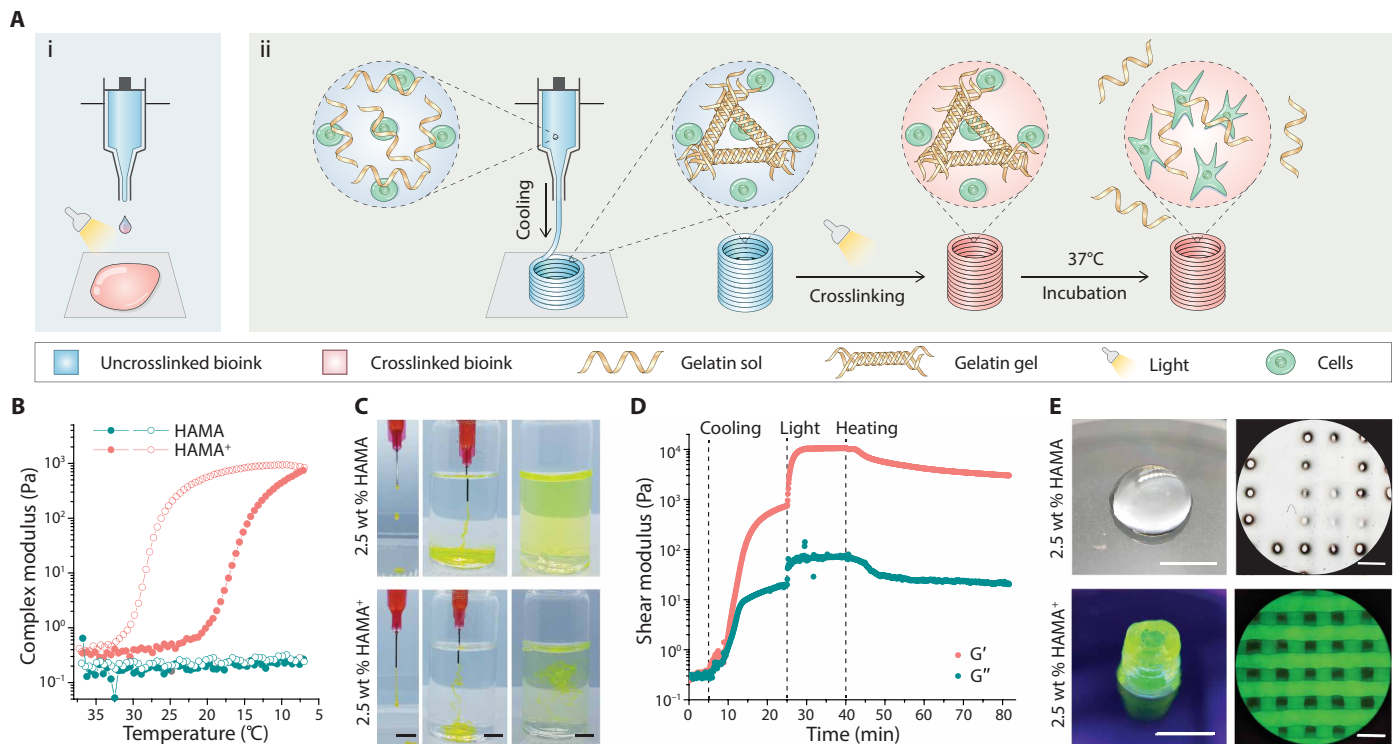 A
i
ii
Cooling
Crosslinking
37°C
Incubation
Uncrosslinked bioink
Crosslinked bioink
Gelatin sol
Gelatin gel
Light
Cells
B
HAMA
HAMA⁺
Complex modulus (Pa)
10³
10²
10¹
10⁰
10⁻¹
35 30 25 20 15 10 5
Temperature (℃)
C
2.5 wt % HAMA
2.5 wt % HAMA⁺
D
Cooling Light Heating
Shear modulus (Pa)
10⁴
10³
10²
10¹
10⁰
10⁻¹
G′
G″
0 10 20 30 40 50 60 70 80
Time (min)
E
2.5 wt % HAMA
2.5 wt % HAMA⁺